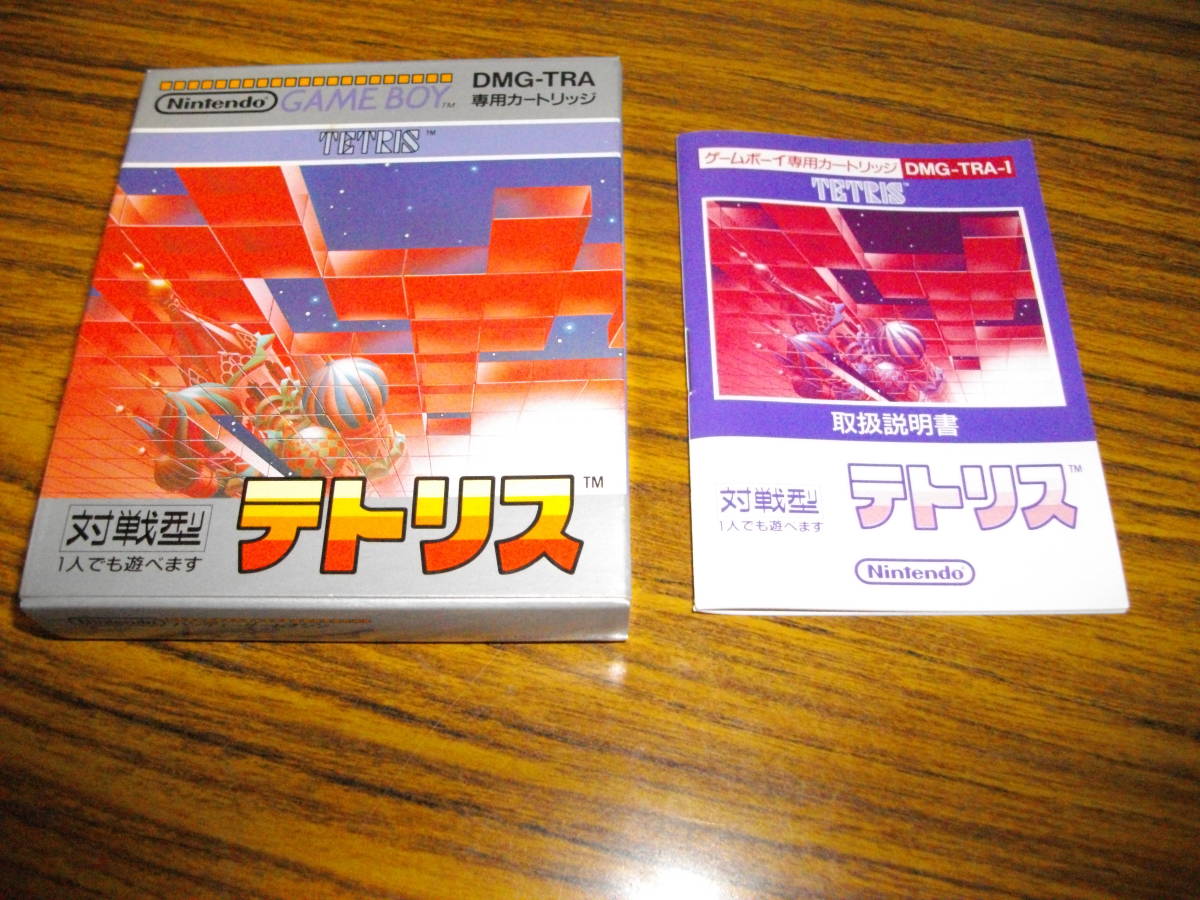 Nintendo GAME BOY™ DMG-TRA
専用カートリッジ
TETRIS™
対戦型
1人でも遊べます
テトリス™
Nintendo
ゲームボーイ専用カートリッジ DMG-TRA-1
TETRIS™
取扱説明書
対戦型
1人でも遊べます
テトリス™
Nintendo